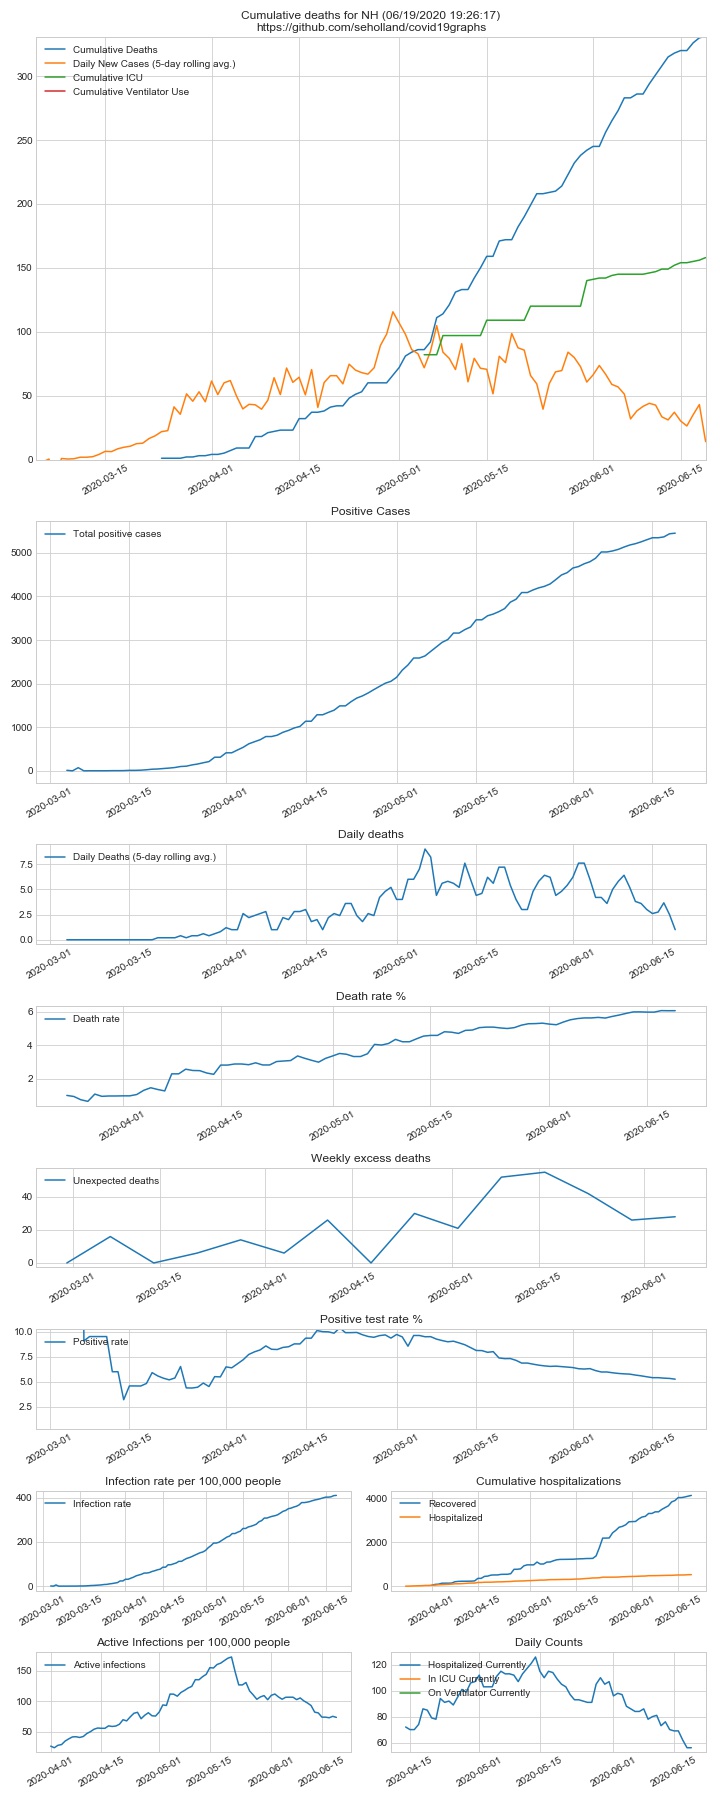 Cumulative deaths for NH (06/19/2020 19:26:17)
https://github.com/seholland/covid19graphs
Cumulative Deaths
Daily New Cases (5-day rolling avg.)
Cumulative ICU
Cumulative Ventilator Use
300
250
200
150
100
50
0
2020-03-15 2020-04-01 2020-04-15 2020-05-01 2020-05-15 2020-06-01 2020-06-15
Positive Cases
Total positive cases
5000
4000
3000
2000
1000
0
2020-03-01 2020-03-15 2020-04-01 2020-04-15 2020-05-01 2020-05-15 2020-06-01 2020-06-15
Daily deaths
Daily Deaths (5-day rolling avg.)
7.5
5.0
2.5
0.0
2020-03-01 2020-03-15 2020-04-01 2020-04-15 2020-05-01 2020-05-15 2020-06-01 2020-06-15
Death rate %
Death rate
6
4
2
2020-04-01 2020-04-15 2020-05-01 2020-05-15 2020-06-01 2020-06-15
Weekly excess deaths
Unexpected deaths
40
20
0
2020-03-01 2020-03-15 2020-04-01 2020-04-15 2020-05-01 2020-05-15 2020-06-01
Positive test rate %
Positive rate
10.0
7.5
5.0
2.5
2020-03-01 2020-03-15 2020-04-01 2020-04-15 2020-05-01 2020-05-15 2020-06-01 2020-06-15
Infection rate per 100,000 people
Infection rate
400
200
0
2020-03-01 2020-03-15 2020-04-01 2020-04-15 2020-05-01 2020-05-15 2020-06-01 2020-06-15
Cumulative hospitalizations
Recovered
Hospitalized
4000
2000
0
2020-04-01 2020-04-15 2020-05-01 2020-05-15 2020-06-01 2020-06-15
Active Infections per 100,000 people
Active infections
150
100
50
2020-04-01 2020-04-15 2020-05-01 2020-05-15 2020-06-01 2020-06-15
Daily Counts
Hospitalized Currently
In ICU Currently
On Ventilator Currently
120
100
80
60
2020-04-15 2020-05-01 2020-05-15 2020-06-01 2020-06-15